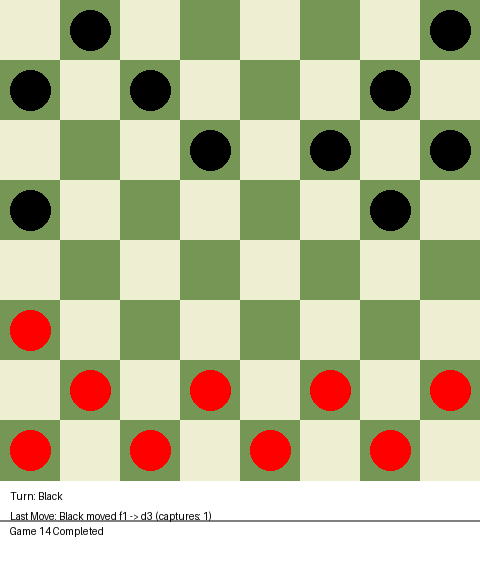 Turn: Black
Last Move: Black moved f1 -> d3 (captures: 1)
Game 14 Completed